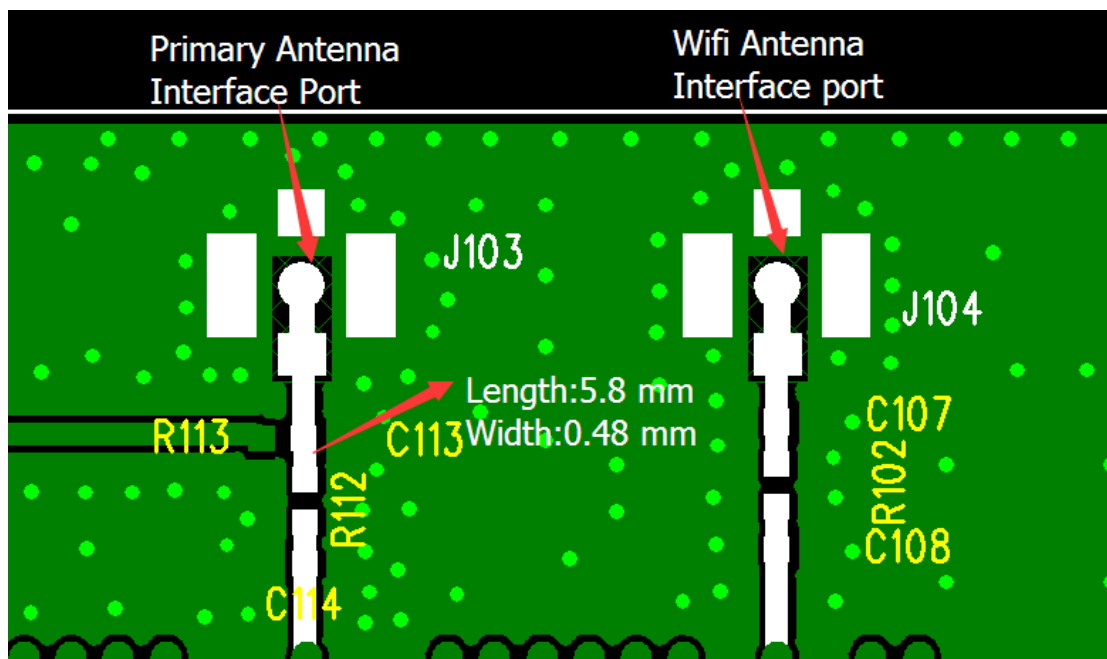 Primary Antenna
Interface Port
Wifi Antenna
Interface port
J103
J104
Length:5.8 mm
Width:0.48 mm
R113
C113
C107
R112
R102
C108
C114